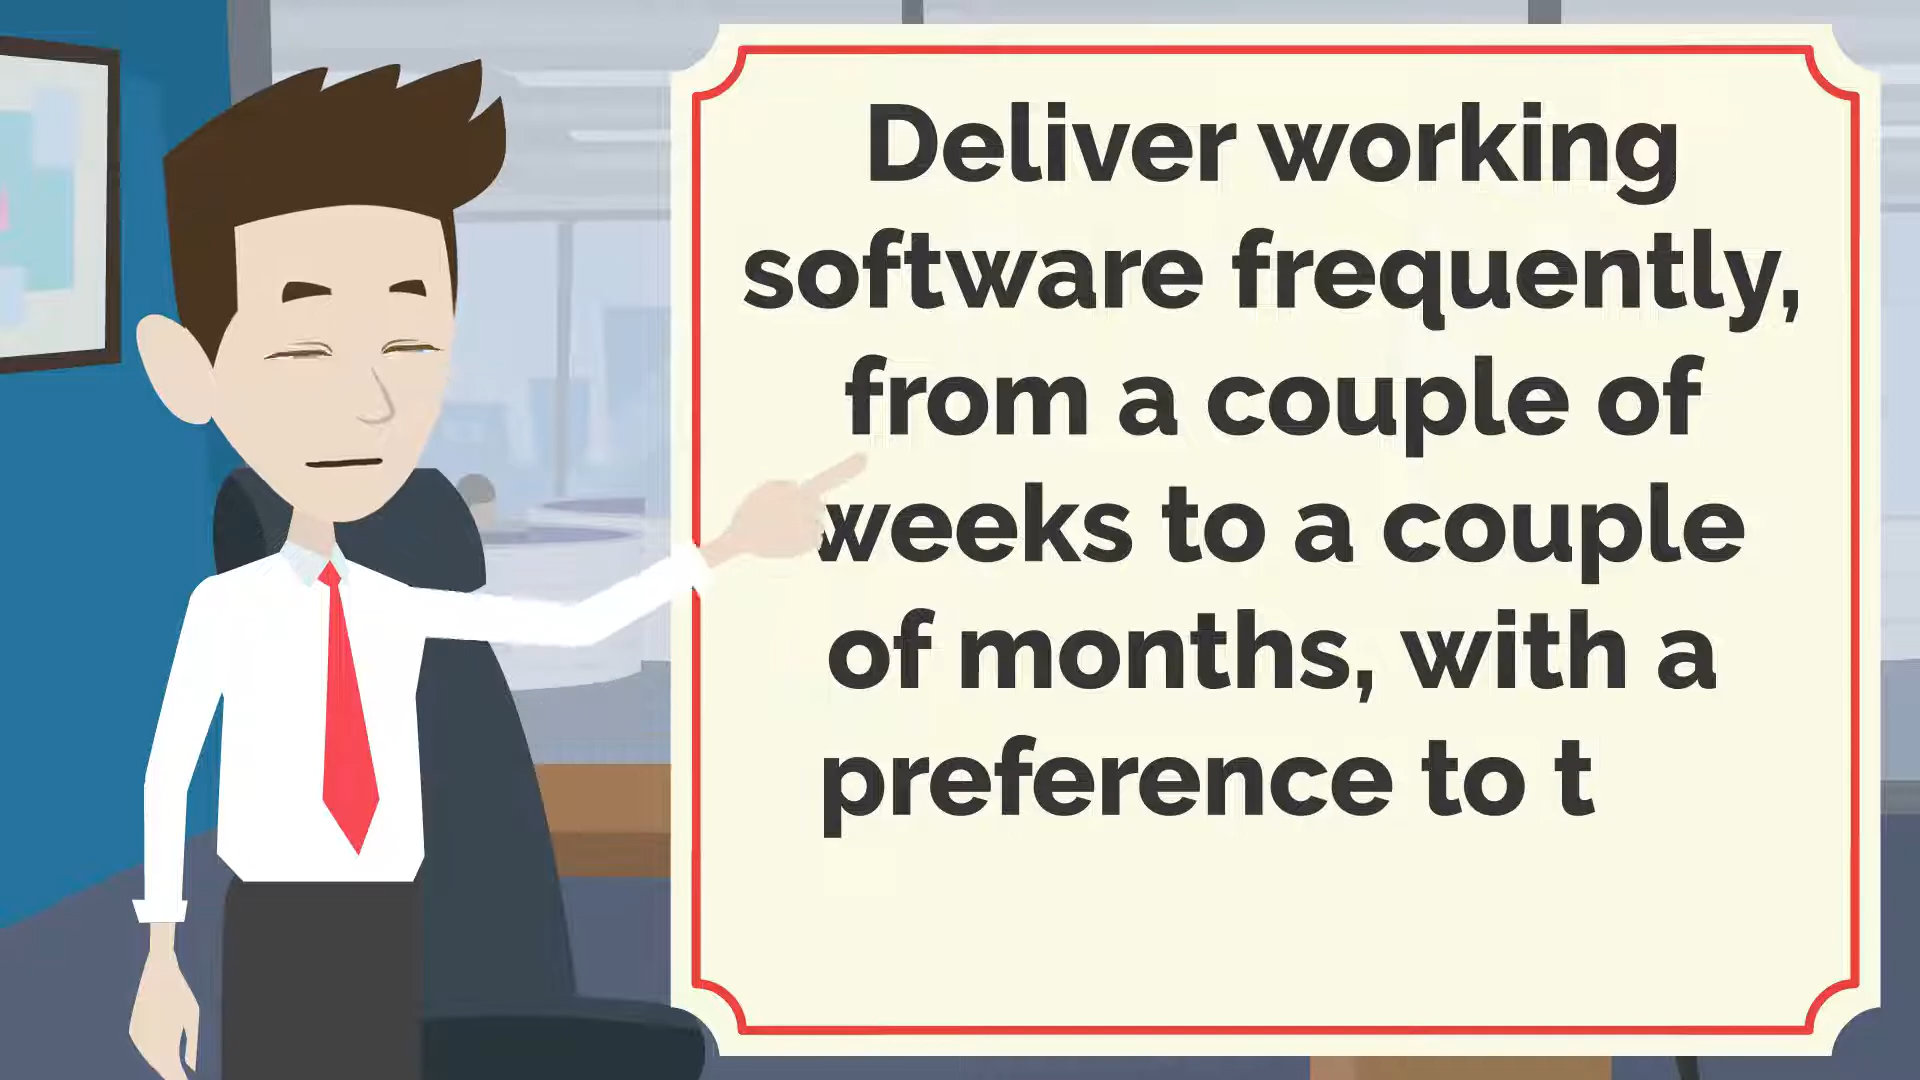 Deliver working
software frequently,
from a couple of
weeks to a couple
of months, with a
preference to t